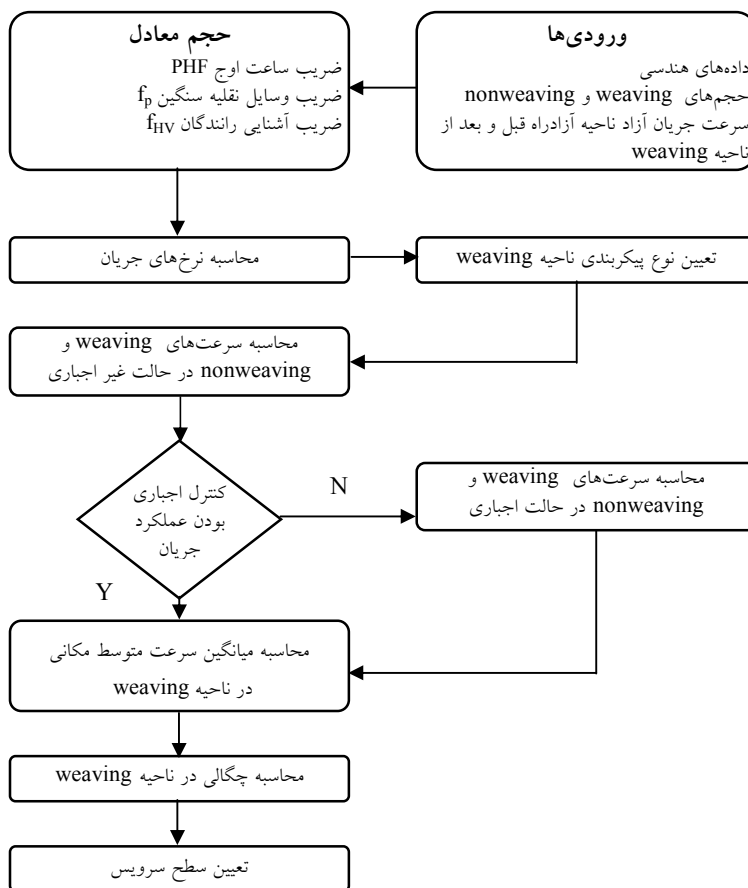 ورودی‌ها
داده‌های هندسی
حجم‌های weaving و nonweaving
سرعت جریان آزاد ناحیه آزادراه قبل و بعد از
ناحیه weaving
حجم معادل
ضریب ساعت اوج PHF
ضریب وسایل نقلیه سنگین fp
ضریب آشنایی رانندگان fHV
محاسبه نرخ‌های جریان
تعیین نوع پیکربندی ناحیه weaving
محاسبه سرعت‌های weaving و
nonweaving در حالت غیر اجباری
کنترل اجباری
بودن عملکرد
جریان
N
محاسبه سرعت‌های weaving و
nonweaving در حالت اجباری
Y
محاسبه میانگین سرعت متوسط مکانی
در ناحیه weaving
محاسبه چگالی در ناحیه weaving
تعیین سطح سرویس